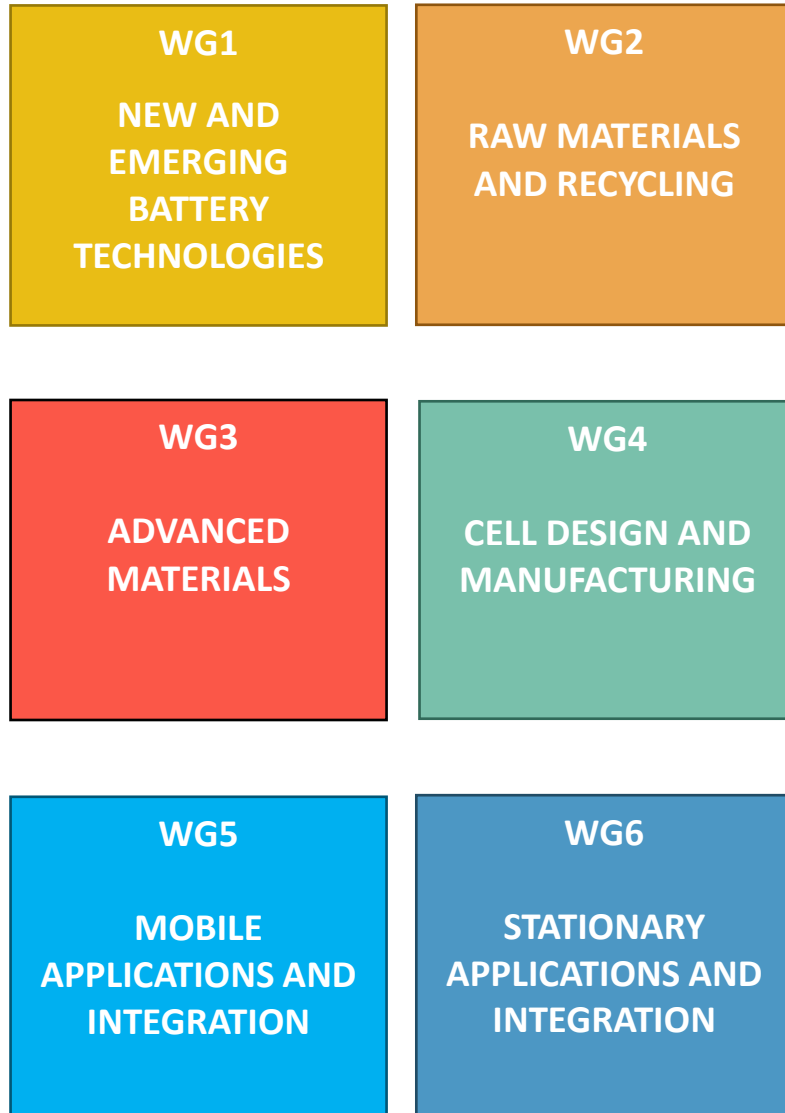 WG1
NEW AND
EMERGING
BATTERY
TECHNOLOGIES
WG2
RAW MATERIALS
AND RECYCLING
WG3
ADVANCED
MATERIALS
WG4
CELL DESIGN AND
MANUFACTURING
WG5
MOBILE
APPLICATIONS AND
INTEGRATION
WG6
STATIONARY
APPLICATIONS AND
INTEGRATION